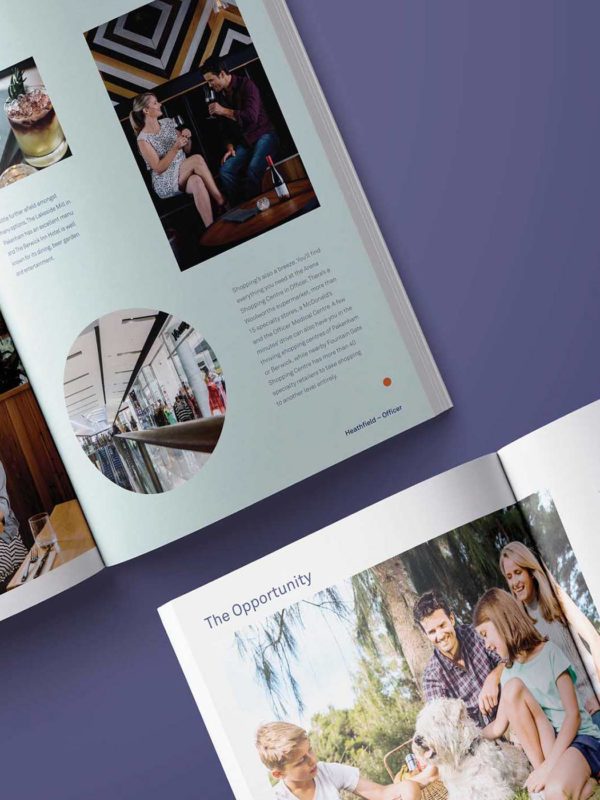 little further afield amongst
many options. The Lakeside Mill in
Pakenham has an excellent menu
and The Berwick Inn Hotel is well
known for its dining, beer garden
and entertainment.
Shopping's also a breeze. You'll find
everything you need at the Arena
Shopping Centre in Officer. There's a
Woolworths supermarket, more than
15 specialty stores, a McDonald's
and the Officer Medical Centre. A few
minutes' drive can also have you in the
thriving shopping centres of Pakenham
or Berwick, while nearby Fountain Gate
Shopping Centre has more than 40
specialty retailers to take shopping
to another level entirely.
Heathfield – Officer
The Opportunity